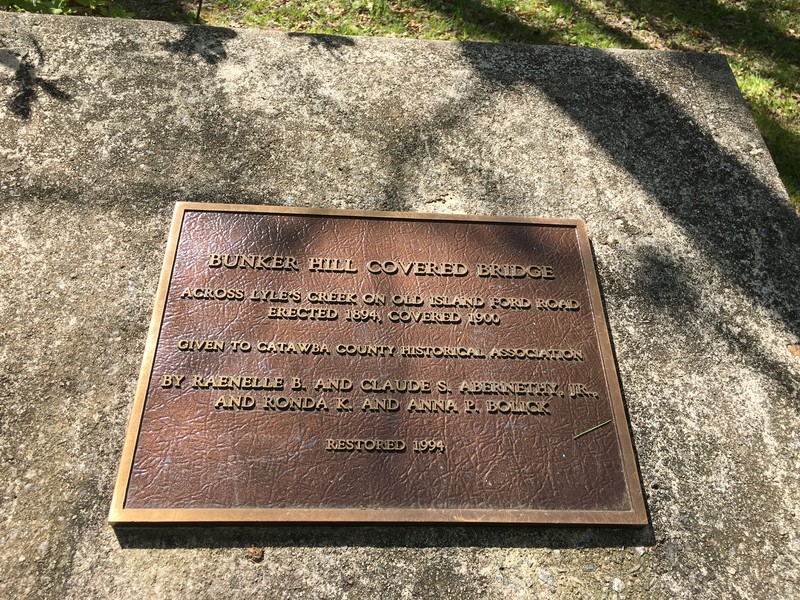 BUNKER HILL COVERED BRIDGE
ACROSS LYLE'S CREEK ON OLD ISLAND FORD ROAD
ERECTED 1894, COVERED 1900
GIVEN TO CATAWBA COUNTY HISTORICAL ASSOCIATION
BY RAENELLE B. AND CLAUDE S. ABERNETHY, JR.,
AND RONDA K. AND ANNA P. BOLICK
RESTORED 1994